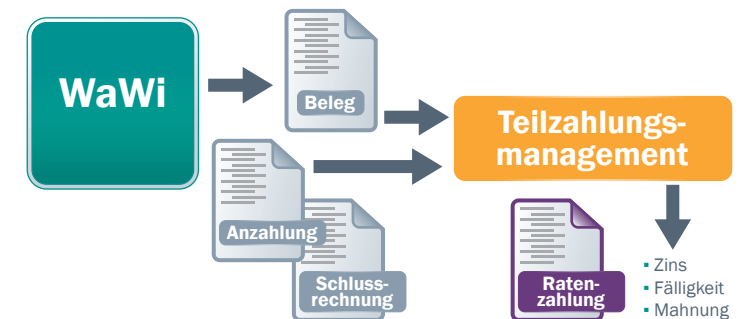 WaWi
Beleg
Teilzahlungs-
management
Anzahlung
Schluss-
rechnung
Raten-
zahlung
▪ Zins
▪ Fälligkeit
▪ Mahnung